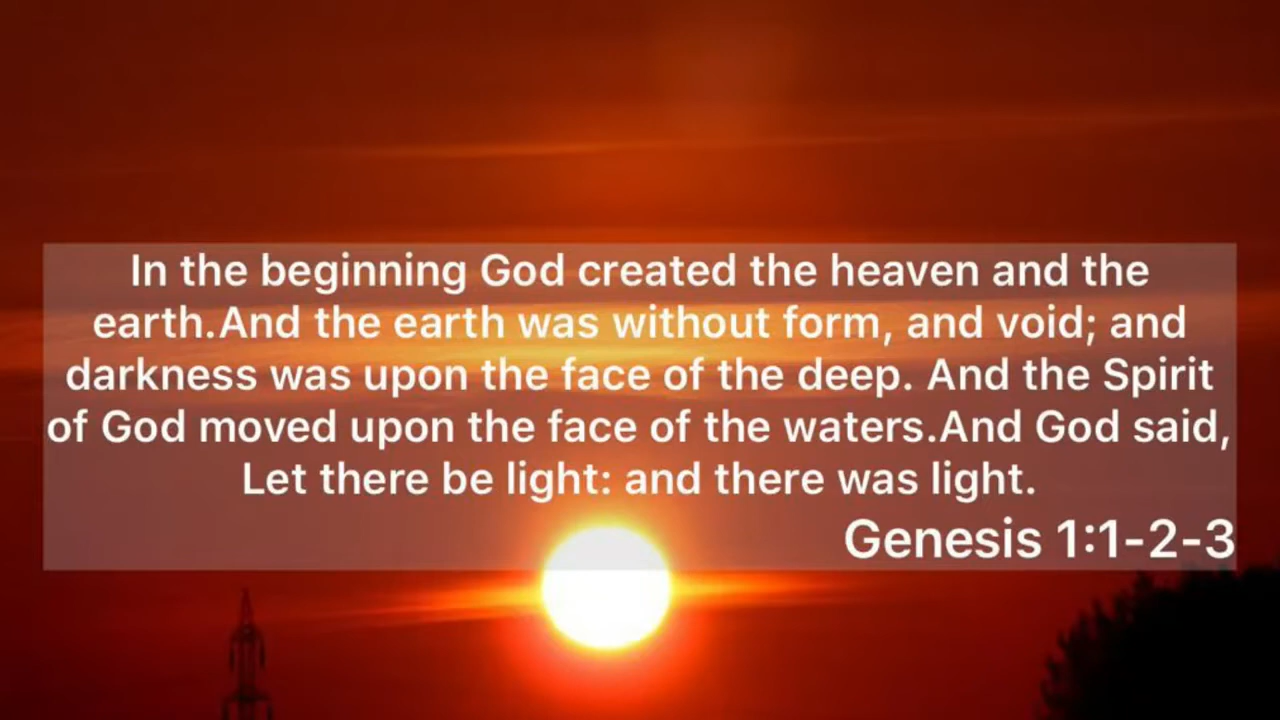 In the beginning God created the heaven and the
earth.And the earth was without form, and void; and
darkness was upon the face of the deep. And the Spirit
of God moved upon the face of the waters.And God said,
Let there be light: and there was light.
Genesis 1:1-2-3